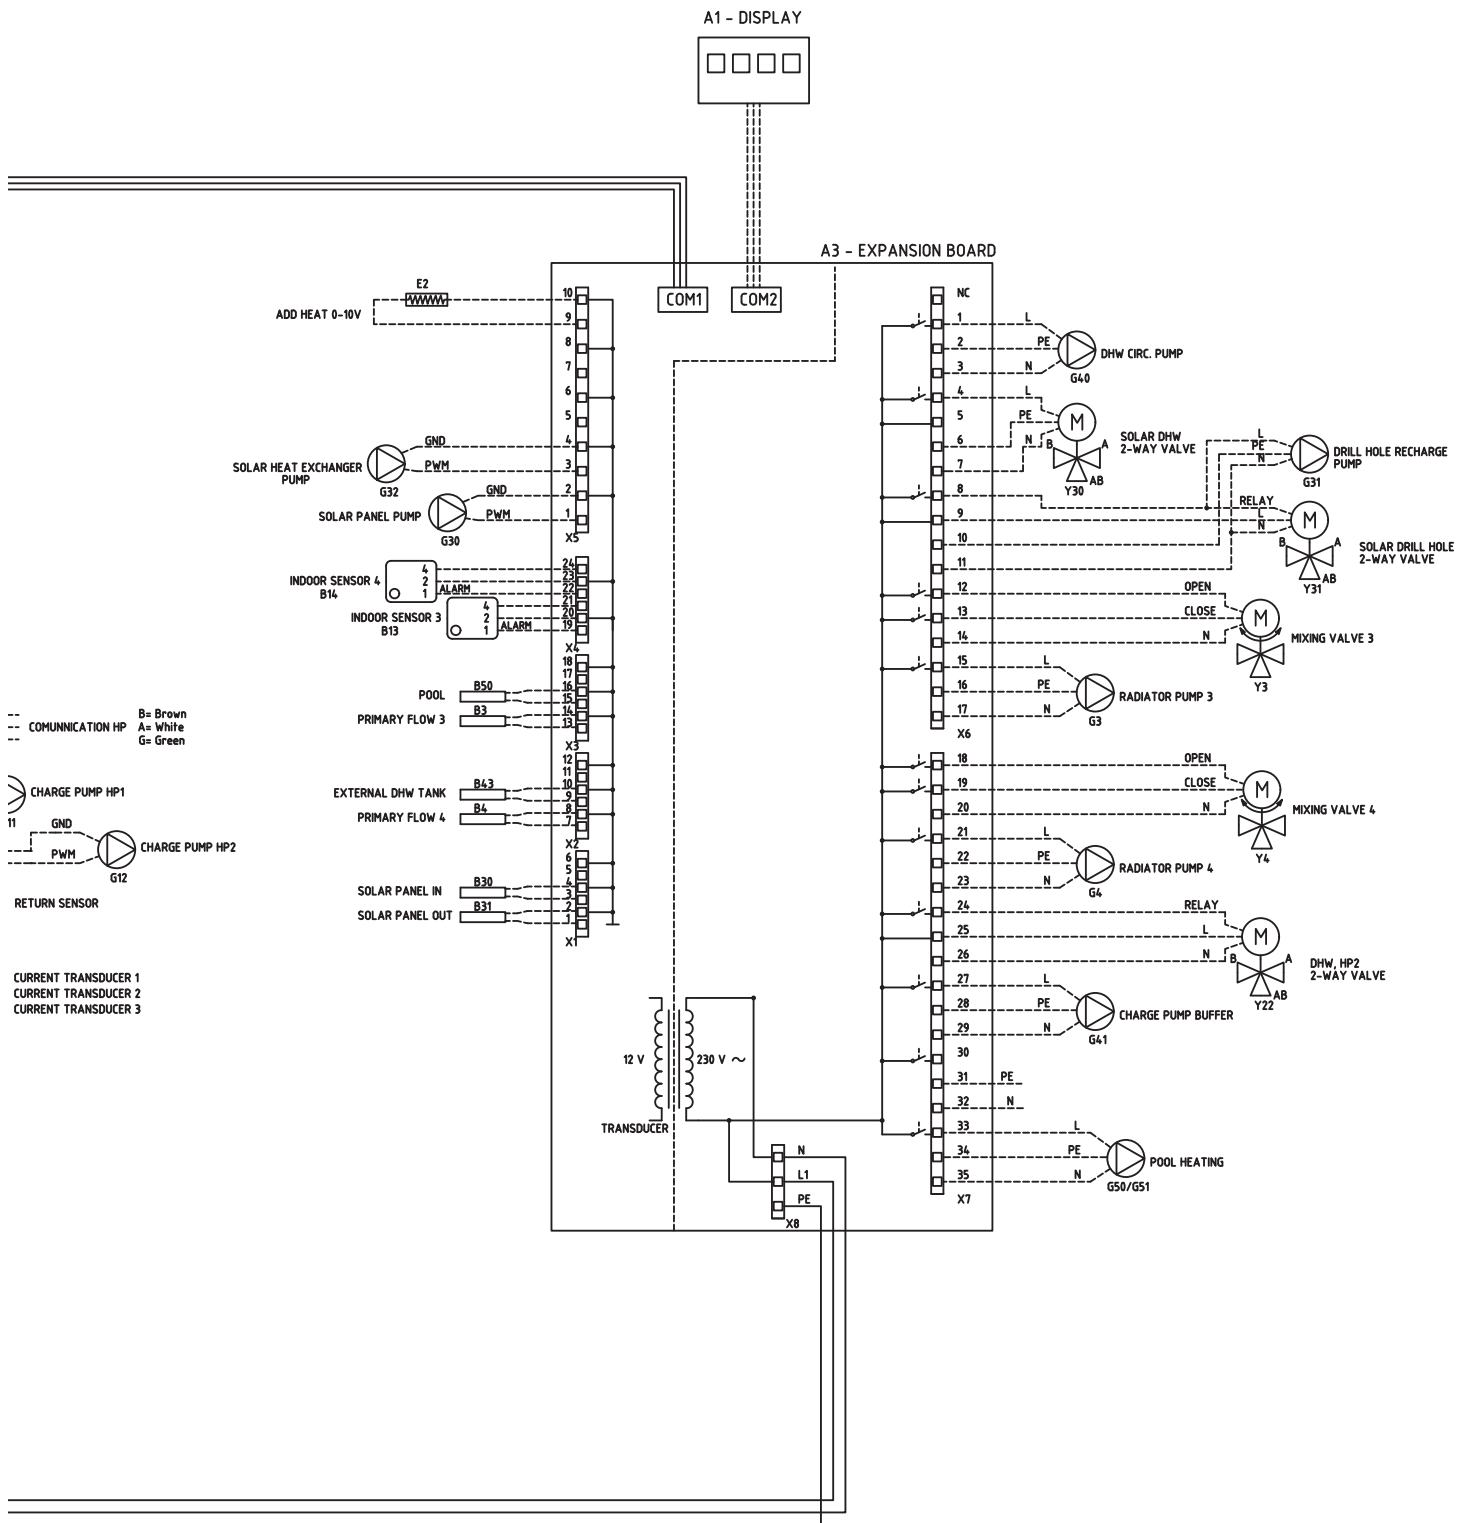 A1 - DISPLAY
A3 - EXPANSION BOARD
COM1
COM2
E2
ADD HEAT 0-10V
10
9
8
7
6
5
4
3
2
1
X5
GND
PWM
SOLAR HEAT EXCHANGER
PUMP
G32
GND
PWM
SOLAR PANEL PUMP
G30
INDOOR SENSOR 4
B14
4
2
1
ALARM
INDOOR SENSOR 3
B13
4
2
1
ALARM
24
23
22
21
20
19
X4
18
17
16
15
14
13
X3
POOL
B50
PRIMARY FLOW 3
B3
12
11
10
9
8
7
X2
EXTERNAL DHW TANK
B43
PRIMARY FLOW 4
B4
6
5
4
3
2
1
X1
SOLAR PANEL IN
B30
SOLAR PANEL OUT
B31
COMUNNICATION HP
B= Brown
A= White
G= Green
CHARGE PUMP HP1
11
GND
PWM
CHARGE PUMP HP2
G12
RETURN SENSOR
CURRENT TRANSDUCER 1
CURRENT TRANSDUCER 2
CURRENT TRANSDUCER 3
12 V
230 V ~
TRANSDUCER
N
L1
PE
X8
NC
1
L
2
PE
3
N
DHW CIRC. PUMP
G40
4
L
5
PE
6
N
7
B
A
AB
Y30
SOLAR DHW
2-WAY VALVE
M
8
9
10
11
L
PE
N
DRILL HOLE RECHARGE
PUMP
G31
RELAY
L
N
M
B
A
AB
Y31
SOLAR DRILL HOLE
2-WAY VALVE
12
OPEN
13
CLOSE
14
N
M
MIXING VALVE 3
Y3
15
L
16
PE
17
N
RADIATOR PUMP 3
G3
X6
18
OPEN
19
CLOSE
20
N
M
MIXING VALVE 4
Y4
21
L
22
PE
23
N
RADIATOR PUMP 4
G4
24
RELAY
25
L
26
N
M
B
A
AB
Y22
DHW, HP2
2-WAY VALVE
27
L
28
PE
29
N
CHARGE PUMP BUFFER
G41
30
31
PE
32
N
33
L
34
PE
35
N
POOL HEATING
G50/G51
X7